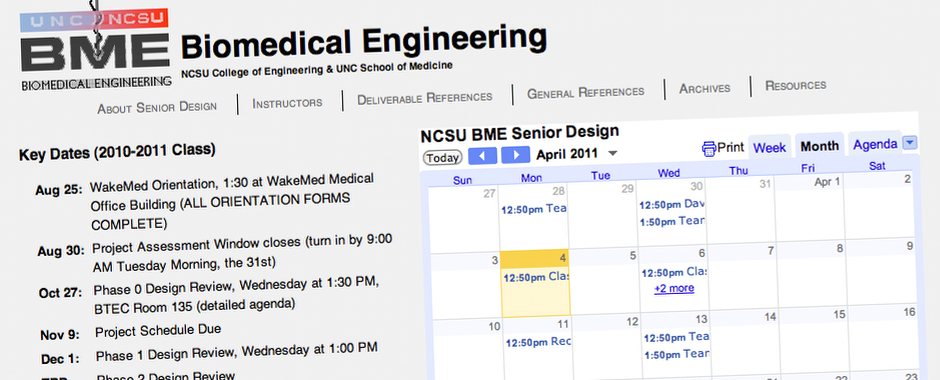 UNC NCSU
BME
BIOMEDICAL ENGINEERING
Biomedical Engineering
NCSU College of Engineering & UNC School of Medicine
About Senior Design Instructors Deliverable References General References Archives Resources
Key Dates (2010-2011 Class)
Aug 25: WakeMed Orientation, 1:30 at WakeMed Medical
Office Building (ALL ORIENTATION FORMS
COMPLETE)
Aug 30: Project Assessment Window closes (turn in by 9:00
AM Tuesday Morning, the 31st)
Oct 27: Phase 0 Design Review, Wednesday at 1:30 PM,
BTEC Room 135 (detailed agenda)
Nov 9: Project Schedule Due
Dec 1: Phase 1 Design Review, Wednesday at 1:00 PM
Phase 2 Design Review
NCSU BME Senior Design
Today April 2011 Print Week Month Agenda
Sun Mon Tue Wed Thu Fri Sat
27 28 29 30 31 Apr 1 2
12:50pm Tea 12:50pm Dav
1:50pm Tear
3 4 5 6 7 8 9
12:50pm Clas 12:50pm Clas
+2 more
10 11 12 13 14 15 16
12:50pm Rec 12:50pm Tear
1:50pm Tear
22 23